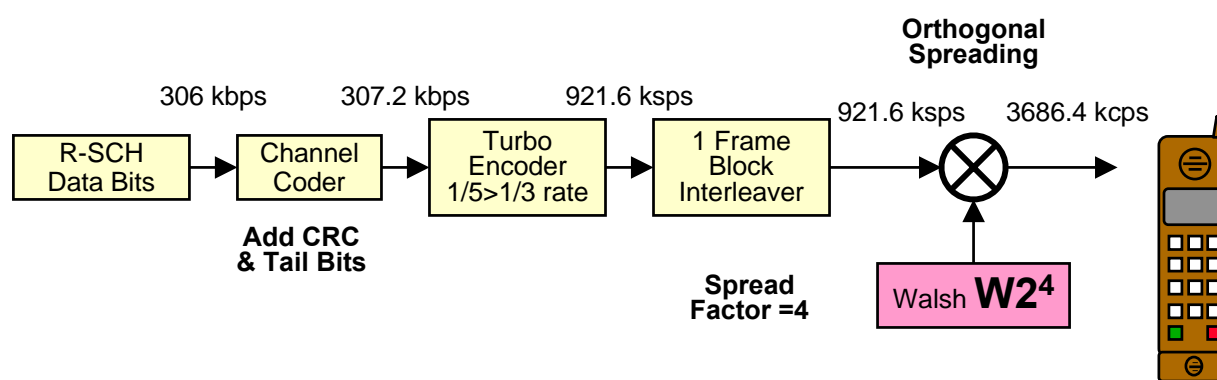 Orthogonal
Spreading
306 kbps
307.2 kbps
921.6 ksps
921.6 ksps
3686.4 kcps
R-SCH
Data Bits
Channel
Coder
Turbo
Encoder
1/5>1/3 rate
1 Frame
Block
Interleaver
Add CRC
& Tail Bits
Spread
Factor =4
Walsh W2⁴